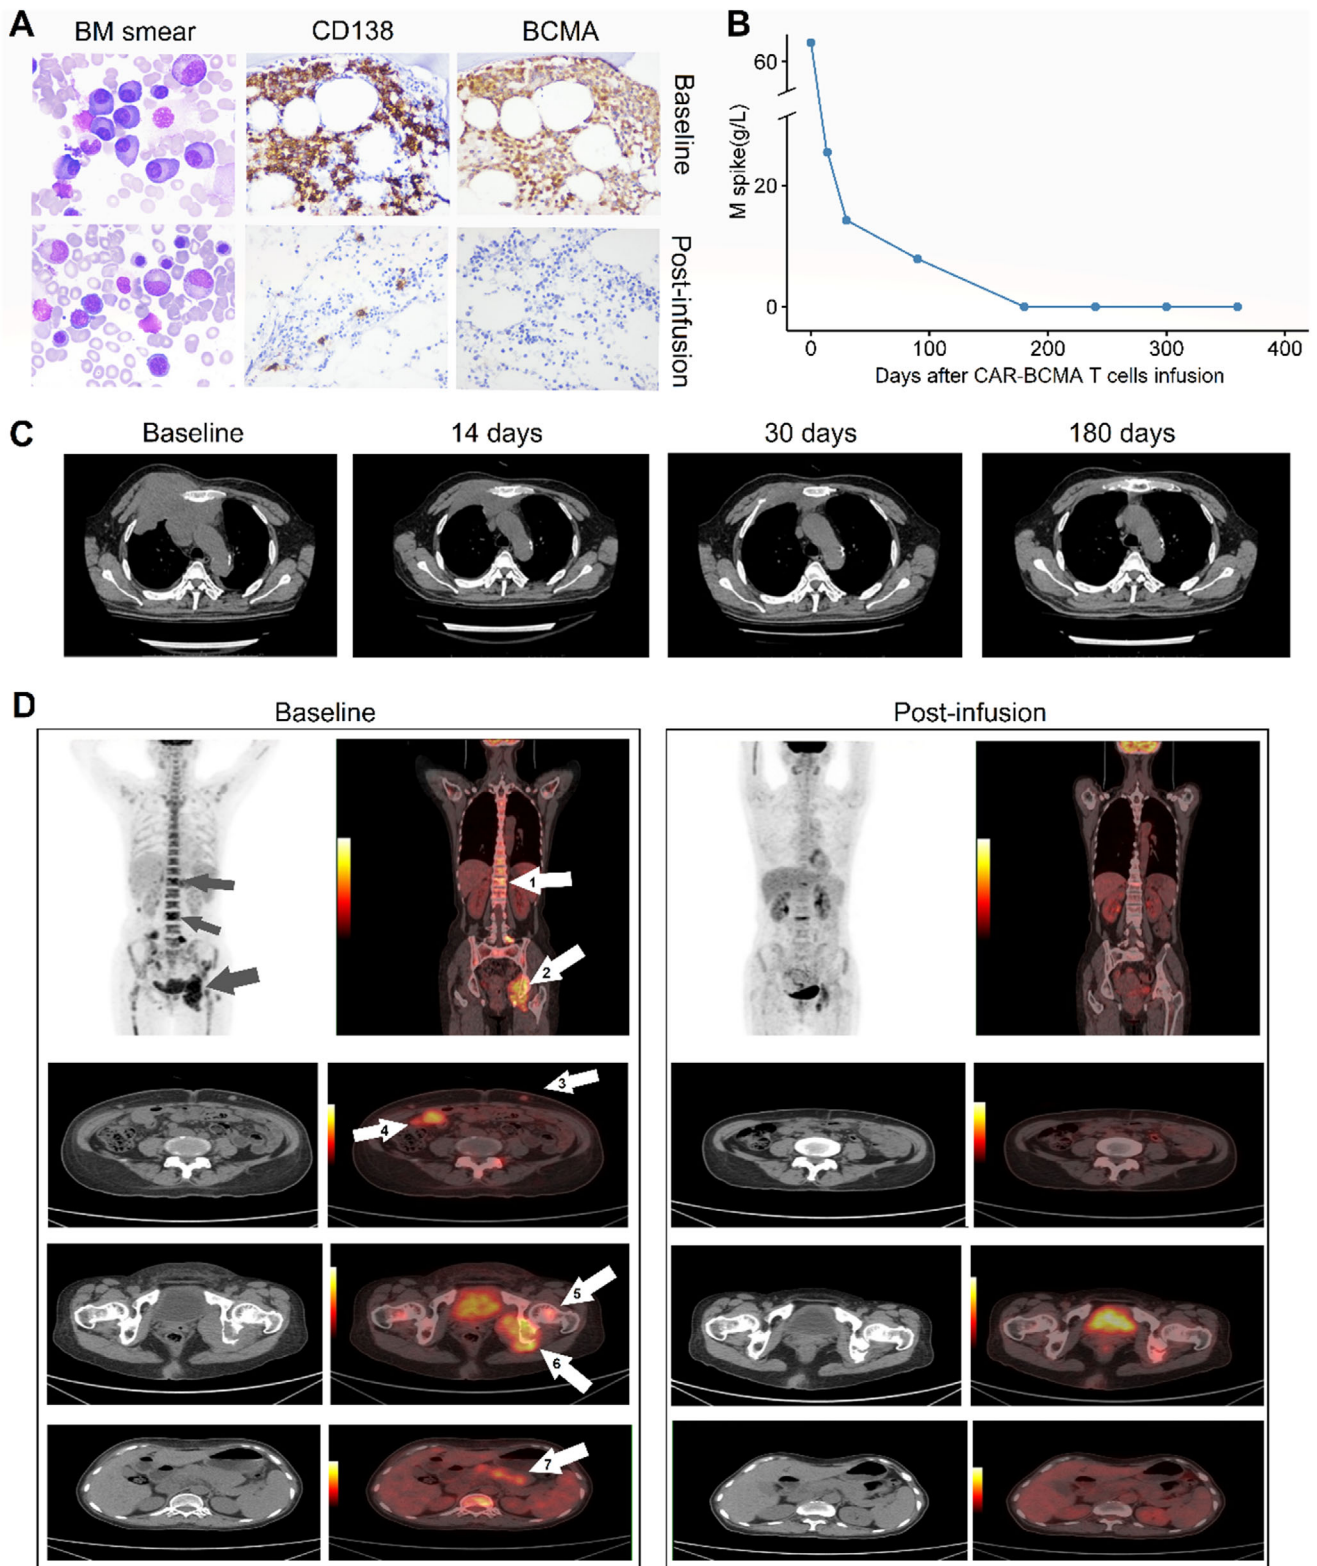 A
BM smear
CD138
BCMA
Baseline
Post-infusion
B
M spike(g/L)
60
20
0
0
100
200
300
400
Days after CAR-BCMA T cells infusion
C
Baseline
14 days
30 days
180 days
D
Baseline
Post-infusion
1
2
3
4
5
6
7